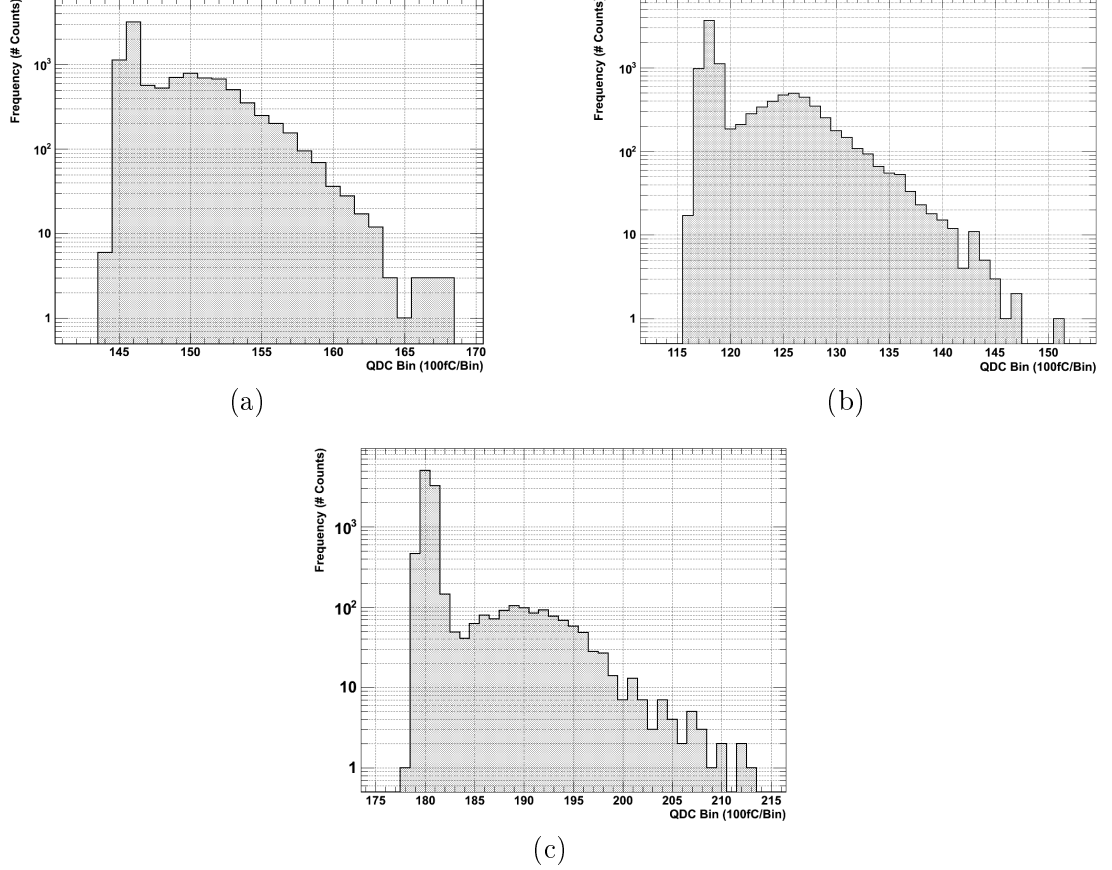 Frequency (# Counts)
10³
10²
10
1
145 150 155 160 165 170
QDC Bin (100fC/Bin)
(a)
Frequency (# Counts)
10³
10²
10
1
115 120 125 130 135 140 145 150
QDC Bin (100fC/Bin)
(b)
Frequency (# Counts)
10³
10²
10
1
175 180 185 190 195 200 205 210 215
QDC Bin (100fC/Bin)
(c)